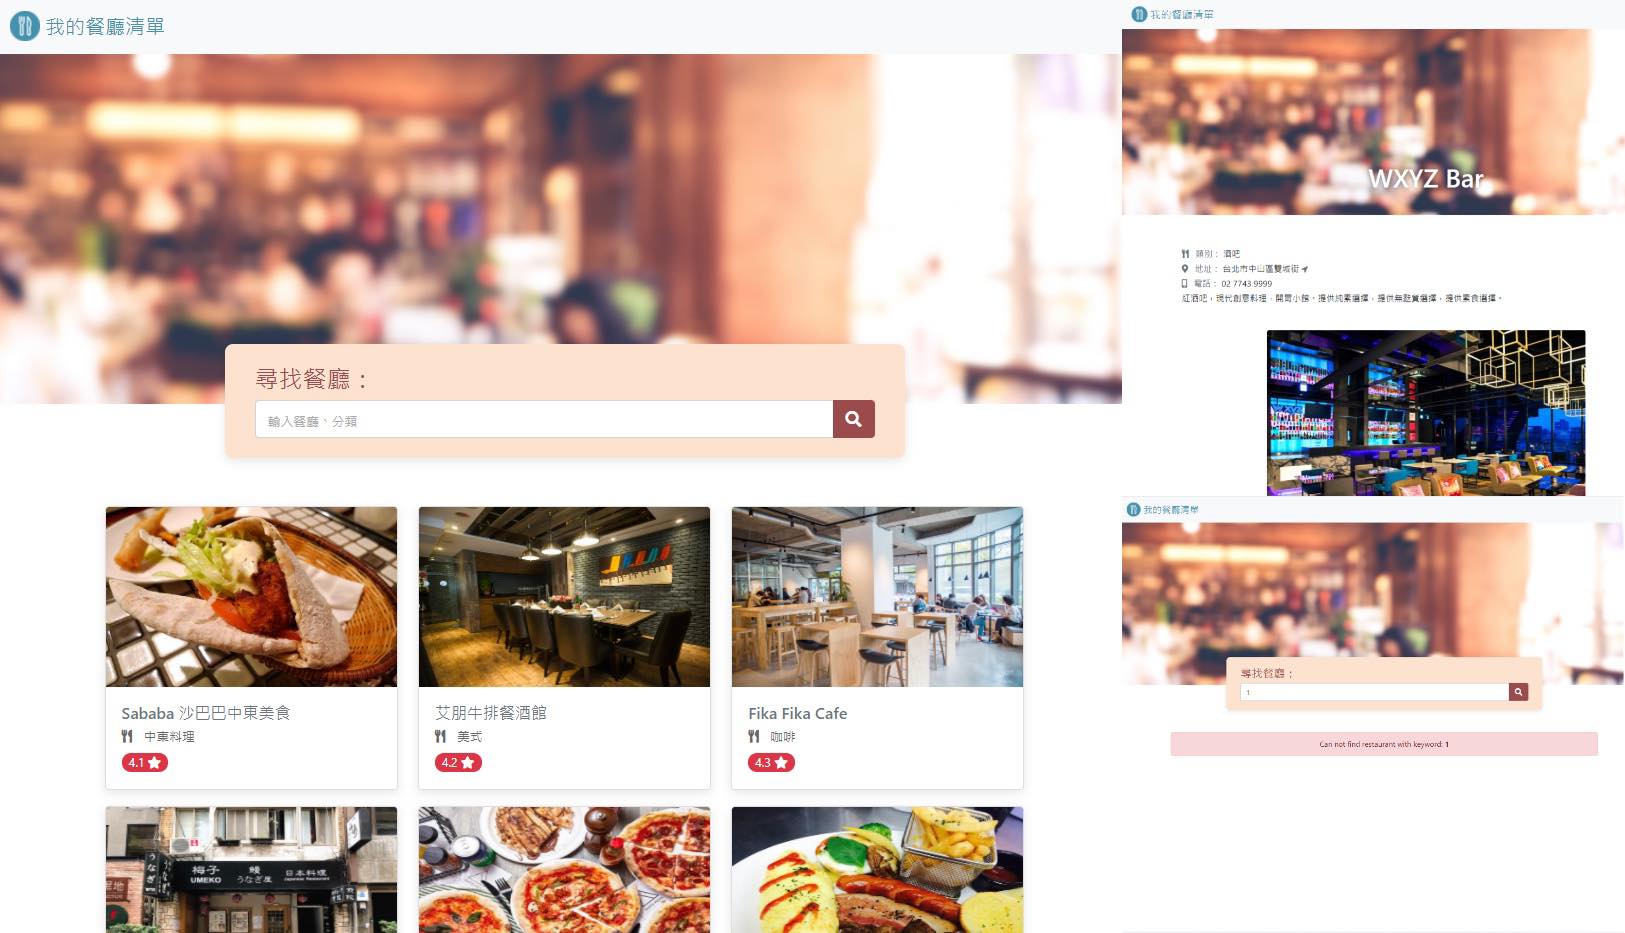 我的餐廳清單
尋找餐廳：
輸入餐廳、分類
Sababa 沙巴巴中東美食
中東料理
4.1
艾朋牛排餐酒館
美式
4.2
Fika Fika Cafe
咖啡
4.3
梅子 鰻 日本料理
UMEKO うなぎ屋 Japanese Restaurant
うなぎ
我的餐廳清單
WXYZ Bar
類別： 酒吧
地址： 台北市中山區雙城街
電話： 02 7743 9999
紅酒吧，現代創意料理，開胃小館。提供純素選擇，提供無麩質選擇，提供素食選擇。
我的餐廳清單
尋找餐廳：
1
Can not find restaurant with keyword: 1